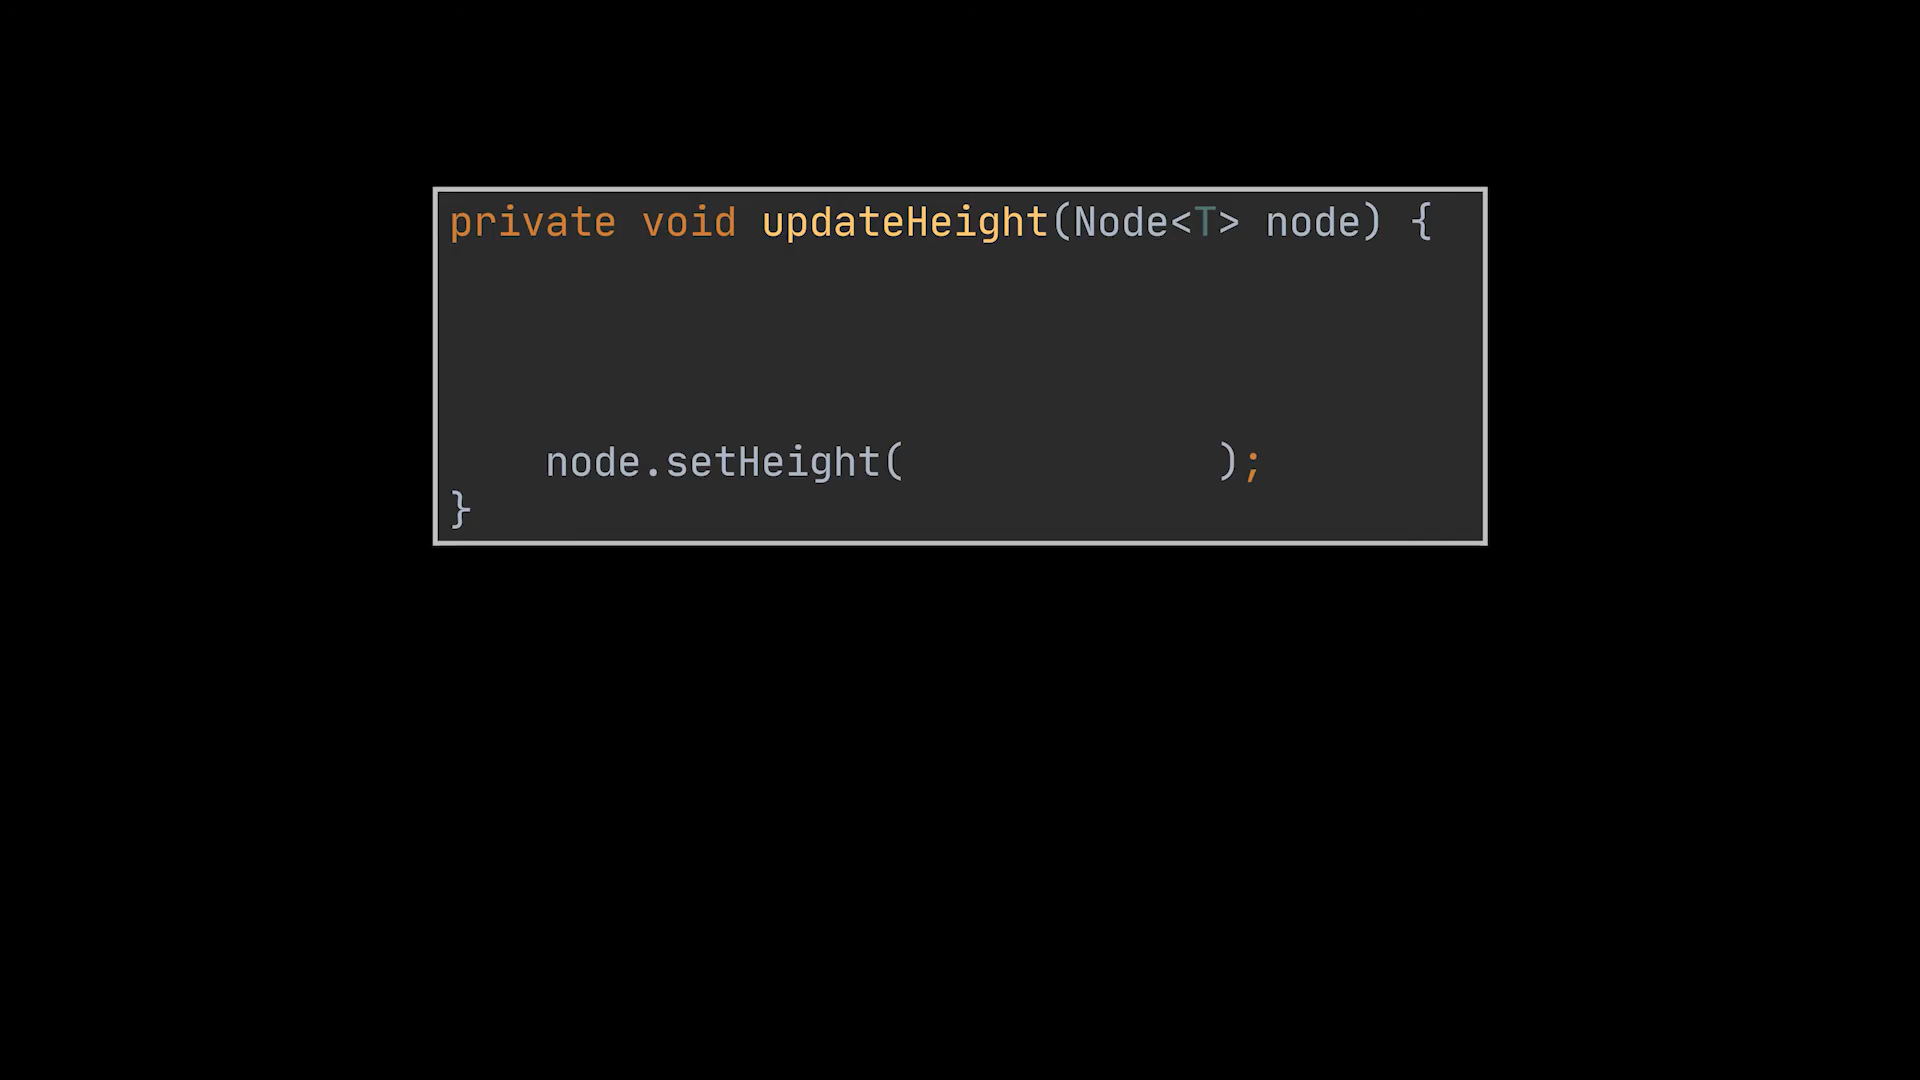 private void updateHeight(Node<T> node) {
    node.setHeight(             );
}